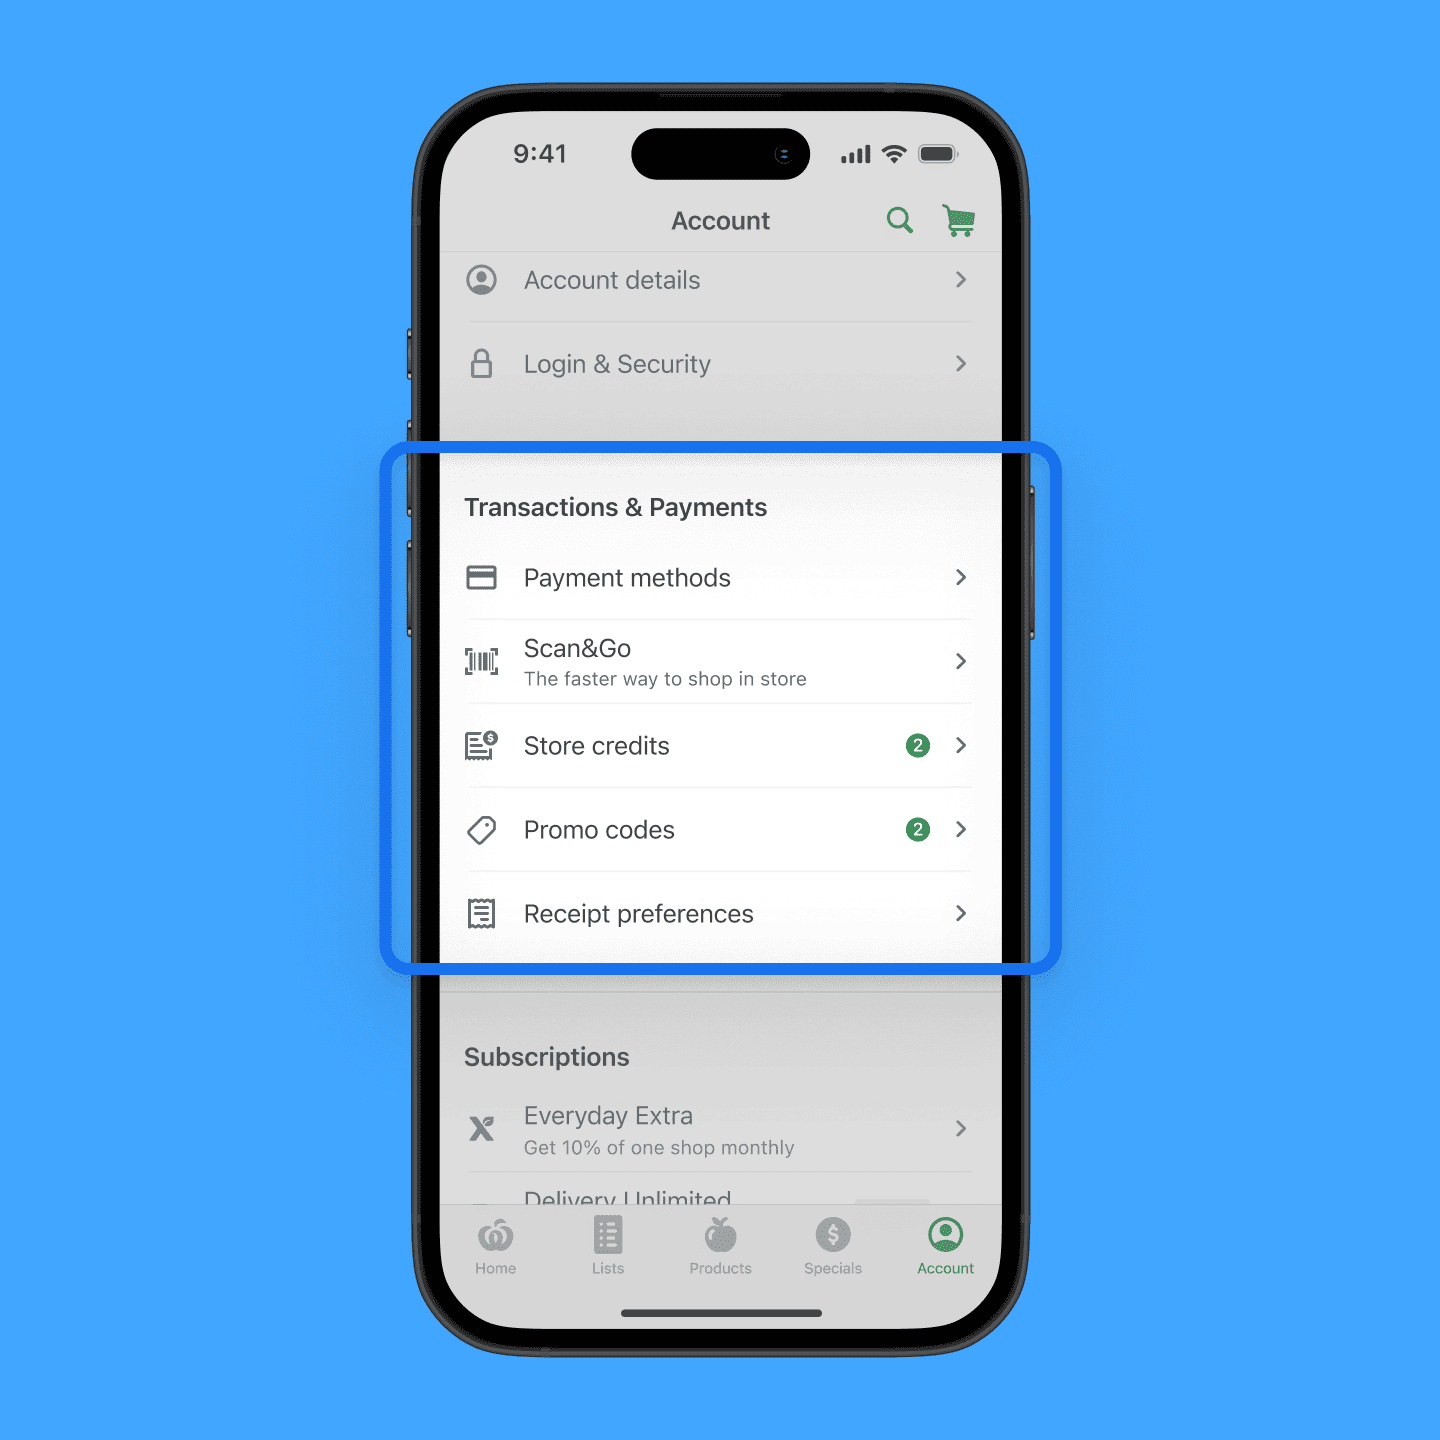 9:41
Account
Account details
Login & Security
Transactions & Payments
Payment methods
Scan&Go
The faster way to shop in store
Store credits 2
Promo codes 2
Receipt preferences
Subscriptions
Everyday Extra
Get 10% of one shop monthly
Delivery Unlimited
Home Lists Products Specials Account